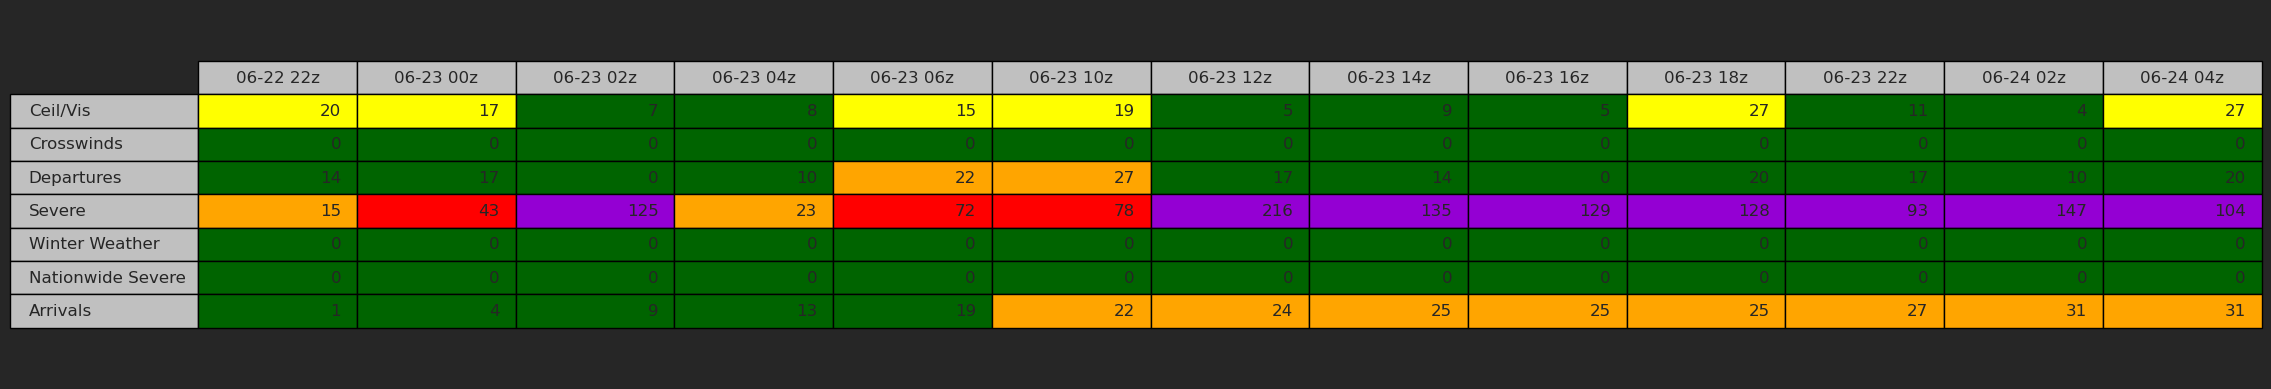 06-22 22z 06-23 00z 06-23 02z 06-23 04z 06-23 06z 06-23 10z 06-23 12z 06-23 14z 06-23 16z 06-23 18z 06-23 22z 06-24 02z 06-24 04z
Ceil/Vis 20 17 7 8 15 19 5 9 5 27 11 4 27
Crosswinds 0 0 0 0 0 0 0 0 0 0 0 0 0
Departures 14 17 0 10 22 27 17 14 0 20 17 10 20
Severe 15 43 125 23 72 78 216 135 129 128 93 147 104
Winter Weather 0 0 0 0 0 0 0 0 0 0 0 0 0
Nationwide Severe 0 0 0 0 0 0 0 0 0 0 0 0 0
Arrivals 1 4 9 13 19 22 24 25 25 25 27 31 31